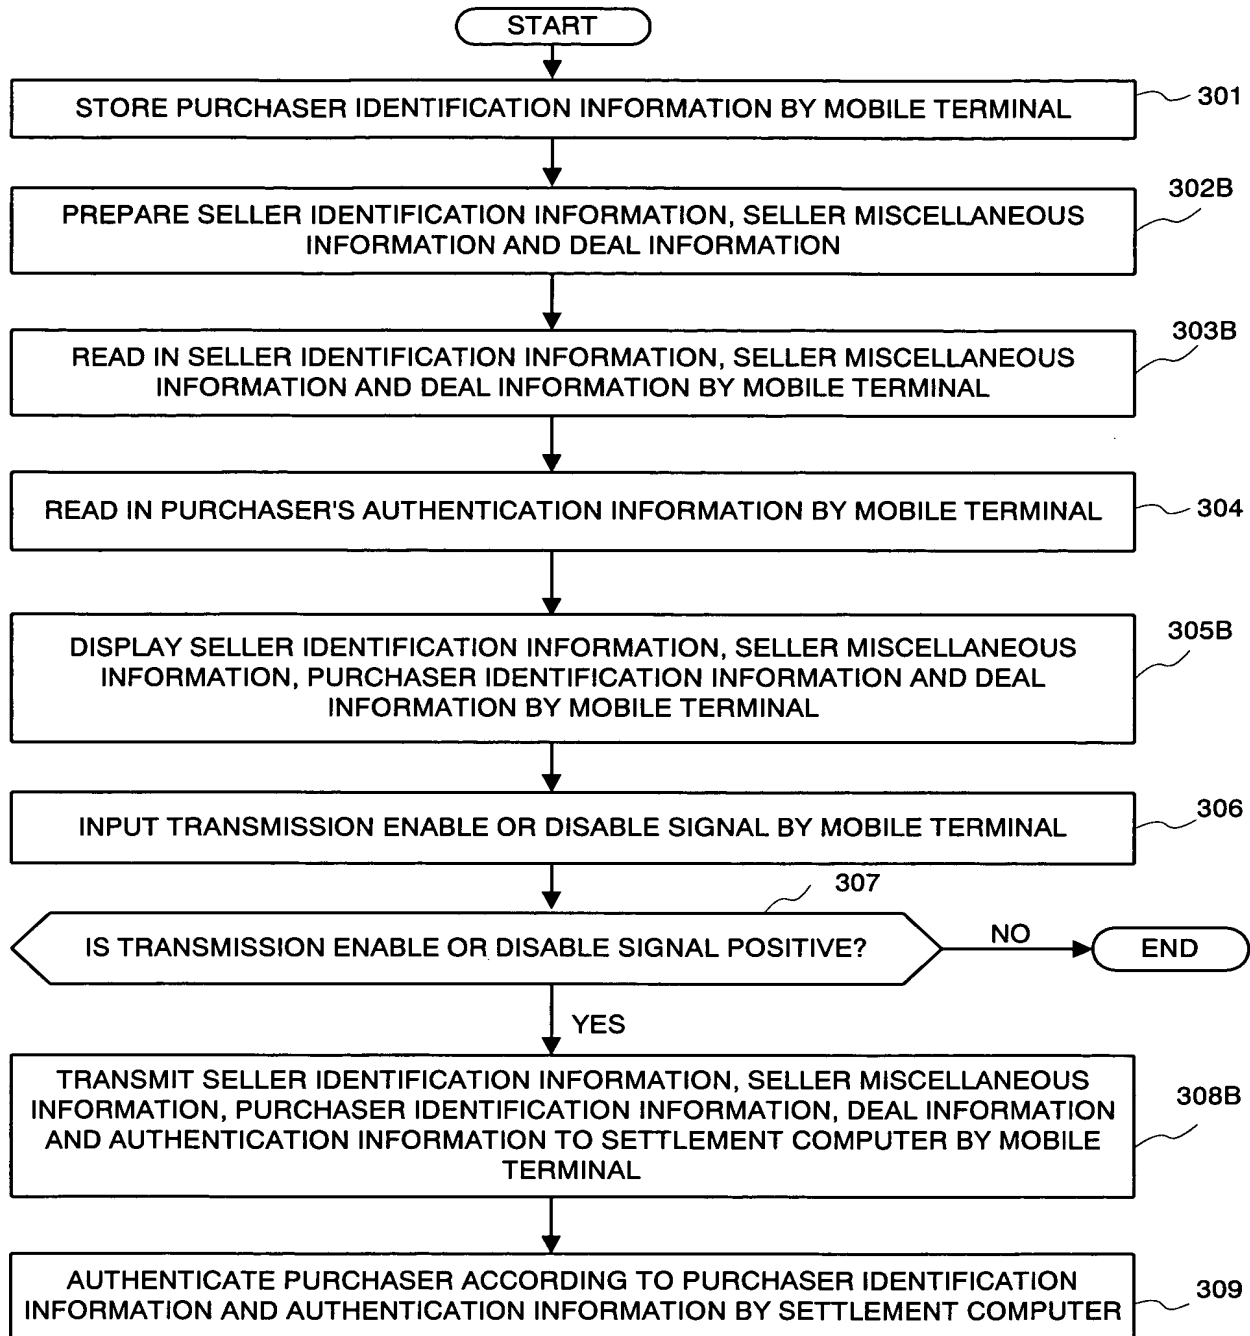 START
STORE PURCHASER IDENTIFICATION INFORMATION BY MOBILE TERMINAL
301
PREPARE SELLER IDENTIFICATION INFORMATION, SELLER MISCELLANEOUS
INFORMATION AND DEAL INFORMATION
302B
READ IN SELLER IDENTIFICATION INFORMATION, SELLER MISCELLANEOUS
INFORMATION AND DEAL INFORMATION BY MOBILE TERMINAL
303B
READ IN PURCHASER'S AUTHENTICATION INFORMATION BY MOBILE TERMINAL
304
DISPLAY SELLER IDENTIFICATION INFORMATION, SELLER MISCELLANEOUS
INFORMATION, PURCHASER IDENTIFICATION INFORMATION AND DEAL
INFORMATION BY MOBILE TERMINAL
305B
INPUT TRANSMISSION ENABLE OR DISABLE SIGNAL BY MOBILE TERMINAL
306
307
IS TRANSMISSION ENABLE OR DISABLE SIGNAL POSITIVE?
NO
END
YES
TRANSMIT SELLER IDENTIFICATION INFORMATION, SELLER MISCELLANEOUS
INFORMATION, PURCHASER IDENTIFICATION INFORMATION, DEAL INFORMATION
AND AUTHENTICATION INFORMATION TO SETTLEMENT COMPUTER BY MOBILE
TERMINAL
308B
AUTHENTICATE PURCHASER ACCORDING TO PURCHASER IDENTIFICATION
INFORMATION AND AUTHENTICATION INFORMATION BY SETTLEMENT COMPUTER
309